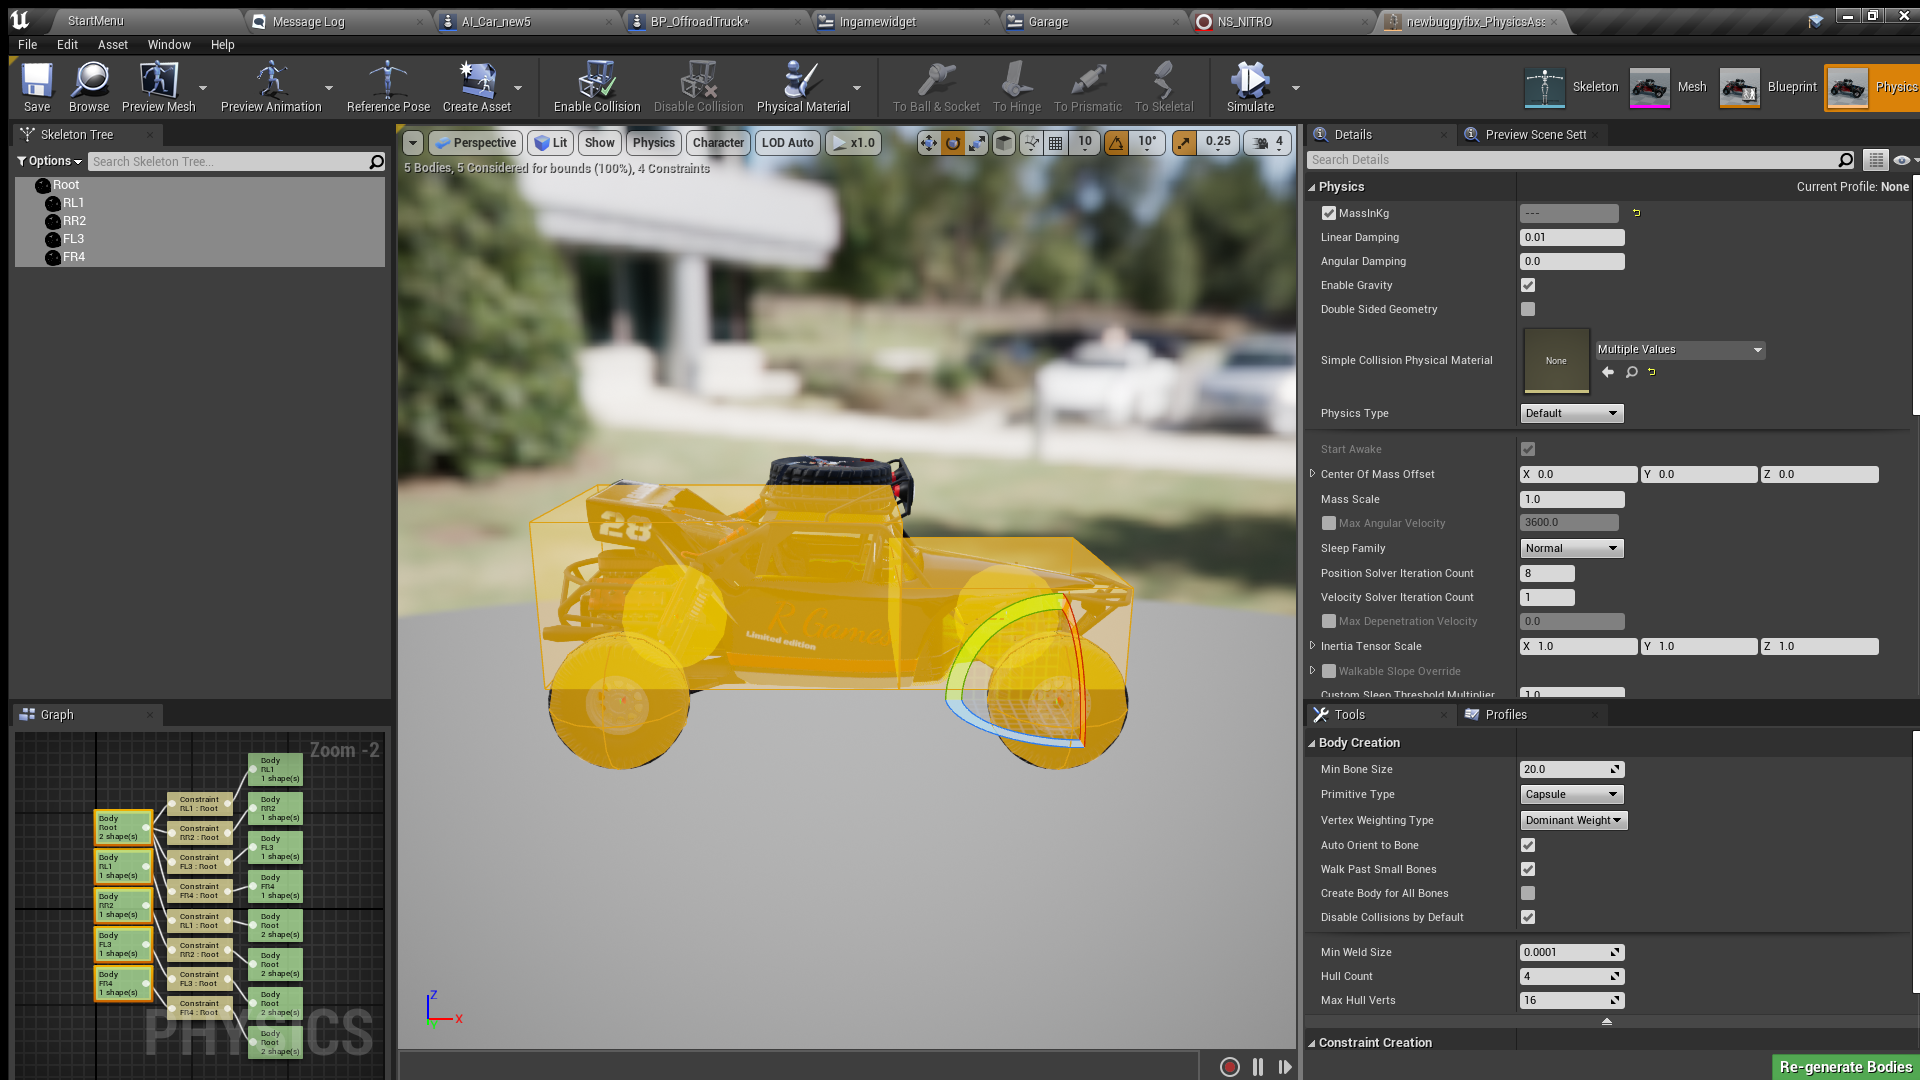 StartMenu
Message Log
AI_Car_new5
BP_OffroadTruck*
Ingamewidget
Garage
NS_NITRO
newbuggyfbx_PhysicsAss
File
Edit
Asset
Window
Help
Save
Browse
Preview Mesh
Preview Animation
Reference Pose
Create Asset
Enable Collision
Disable Collision
Physical Material
To Ball & Socket
To Hinge
To Prismatic
To Skeletal
Simulate
Skeleton
Mesh
Blueprint
Physics
Skeleton Tree
Options
Search Skeleton Tree...
Root
RL1
RR2
FL3
FR4
Perspective
Lit
Show
Physics
Character
LOD Auto
x1.0
10
10°
0.25
4
5 Bodies, 5 Considered for bounds (100%), 4 Constraints
28
R Games
Limited edition
Z
X
Y
Details
Preview Scene Sett
Search Details
Physics
Current Profile: None
MassInKg
---
Linear Damping
0.01
Angular Damping
0.0
Enable Gravity
Double Sided Geometry
Simple Collision Physical Material
None
Multiple Values
Physics Type
Default
Start Awake
Center Of Mass Offset
X 0.0
Y 0.0
Z 0.0
Mass Scale
1.0
Max Angular Velocity
3600.0
Sleep Family
Normal
Position Solver Iteration Count
8
Velocity Solver Iteration Count
1
Max Depenetration Velocity
0.0
Inertia Tensor Scale
X 1.0
Y 1.0
Z 1.0
Walkable Slope Override
Custom Sleep Threshold Multiplier
1.0
Graph
Zoom -2
Body
Root
2 shape(s)
Body
RL1
1 shape(s)
Body
RR2
1 shape(s)
Body
FL3
1 shape(s)
Body
FR4
1 shape(s)
Constraint
RL1 : Root
Constraint
RR2 : Root
Constraint
FL3 : Root
Constraint
FR4 : Root
Constraint
RL1 : Root
Constraint
RR2 : Root
Constraint
FL3 : Root
Constraint
FR4 : Root
Body
RL1
1 shape(s)
Body
RR2
1 shape(s)
Body
FL3
1 shape(s)
Body
FR4
1 shape(s)
Body
Root
2 shape(s)
Body
Root
2 shape(s)
Body
Root
2 shape(s)
Body
Root
2 shape(s)
PHYSICS
Tools
Profiles
Body Creation
Min Bone Size
20.0
Primitive Type
Capsule
Vertex Weighting Type
Dominant Weight
Auto Orient to Bone
Walk Past Small Bones
Create Body for All Bones
Disable Collisions by Default
Min Weld Size
0.0001
Hull Count
4
Max Hull Verts
16
Constraint Creation
Re-generate Bodies